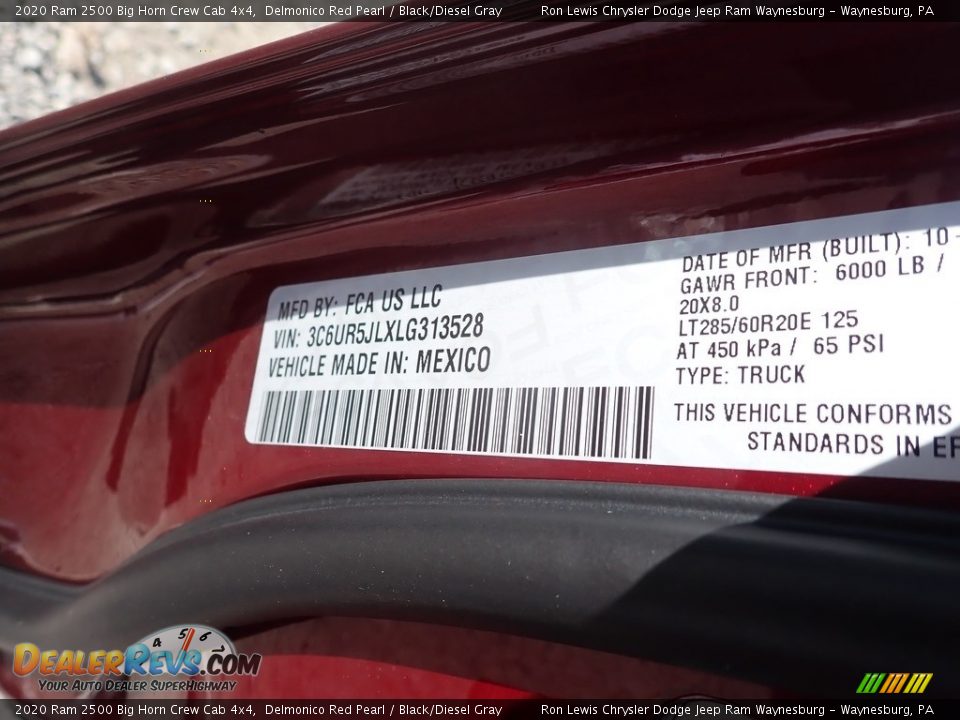 2020 Ram 2500 Big Horn Crew Cab 4x4, Delmonico Red Pearl / Black/Diesel Gray Ron Lewis Chrysler Dodge Jeep Ram Waynesburg - Waynesburg, PA
MFD BY: FCA US LLC
VIN: 3C6UR5JLXLG313528
VEHICLE MADE IN: MEXICO
DATE OF MFR (BUILT): 10 -
GAWR FRONT: 6000 LB /
20X8.0
LT285/60R20E 125
AT 450 kPa / 65 PSI
TYPE: TRUCK
THIS VEHICLE CONFORMS
STANDARDS IN EF
4 5 6
DEALERREVS.COM
YOUR AUTO DEALER SUPERHIGHWAY
2020 Ram 2500 Big Horn Crew Cab 4x4, Delmonico Red Pearl / Black/Diesel Gray Ron Lewis Chrysler Dodge Jeep Ram Waynesburg - Waynesburg, PA